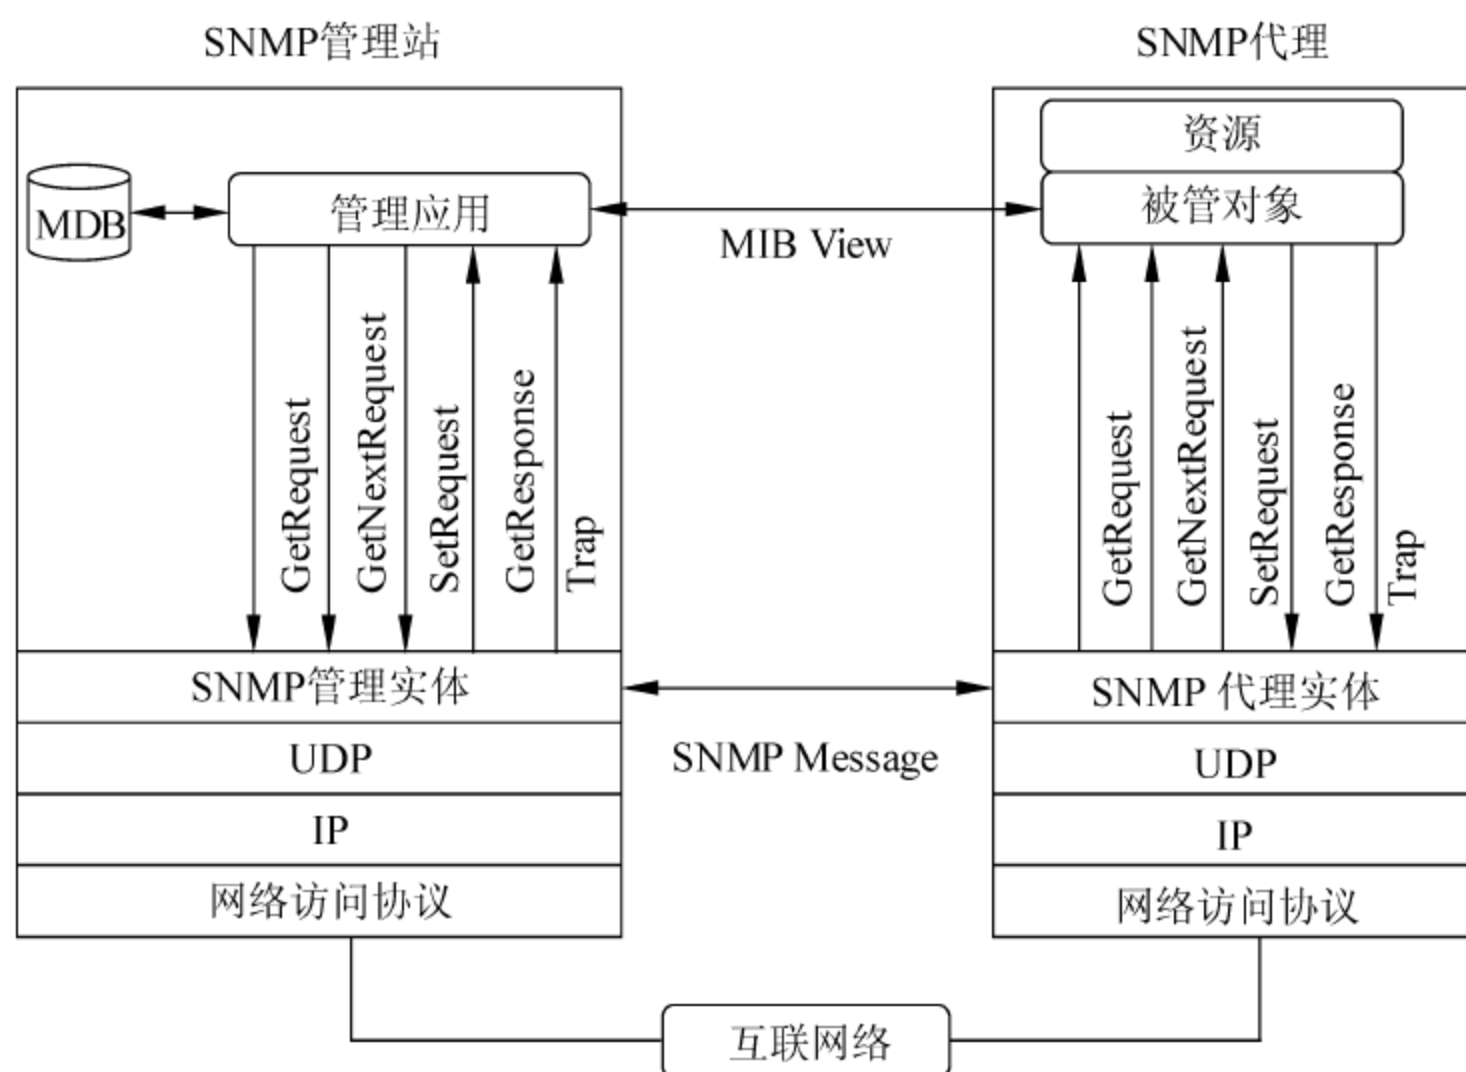 SNMP管理站
SNMP代理
资源
MDB
管理应用
被管对象
MIB View
GetRequest
GetNextRequest
SetRequest
GetResponse
Trap
GetRequest
GetNextRequest
SetRequest
GetResponse
Trap
SNMP管理实体
SNMP 代理实体
SNMP Message
UDP
UDP
IP
IP
网络访问协议
网络访问协议
互联网络